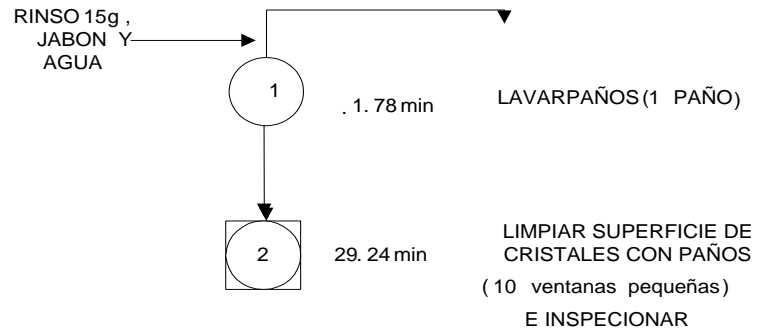 RINSO 15g ,
JABON Y
AGUA
1
. 1. 78 min
LAVARPAÑOS (1 PAÑO)
2
29. 24 min
LIMPIAR SUPERFICIE DE
CRISTALES CON PAÑOS
( 10 ventanas pequeñas)
E INSPECIONAR